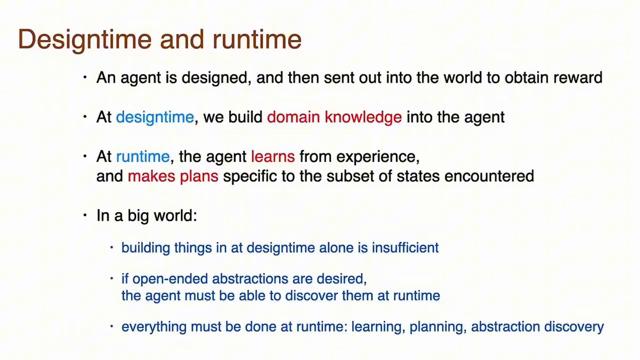 Designtime and runtime
· An agent is designed, and then sent out into the world to obtain reward
· At designtime, we build domain knowledge into the agent
· At runtime, the agent learns from experience,
and makes plans specific to the subset of states encountered
· In a big world:
· building things in at designtime alone is insufficient
· if open-ended abstractions are desired,
the agent must be able to discover them at runtime
· everything must be done at runtime: learning, planning, abstraction discovery